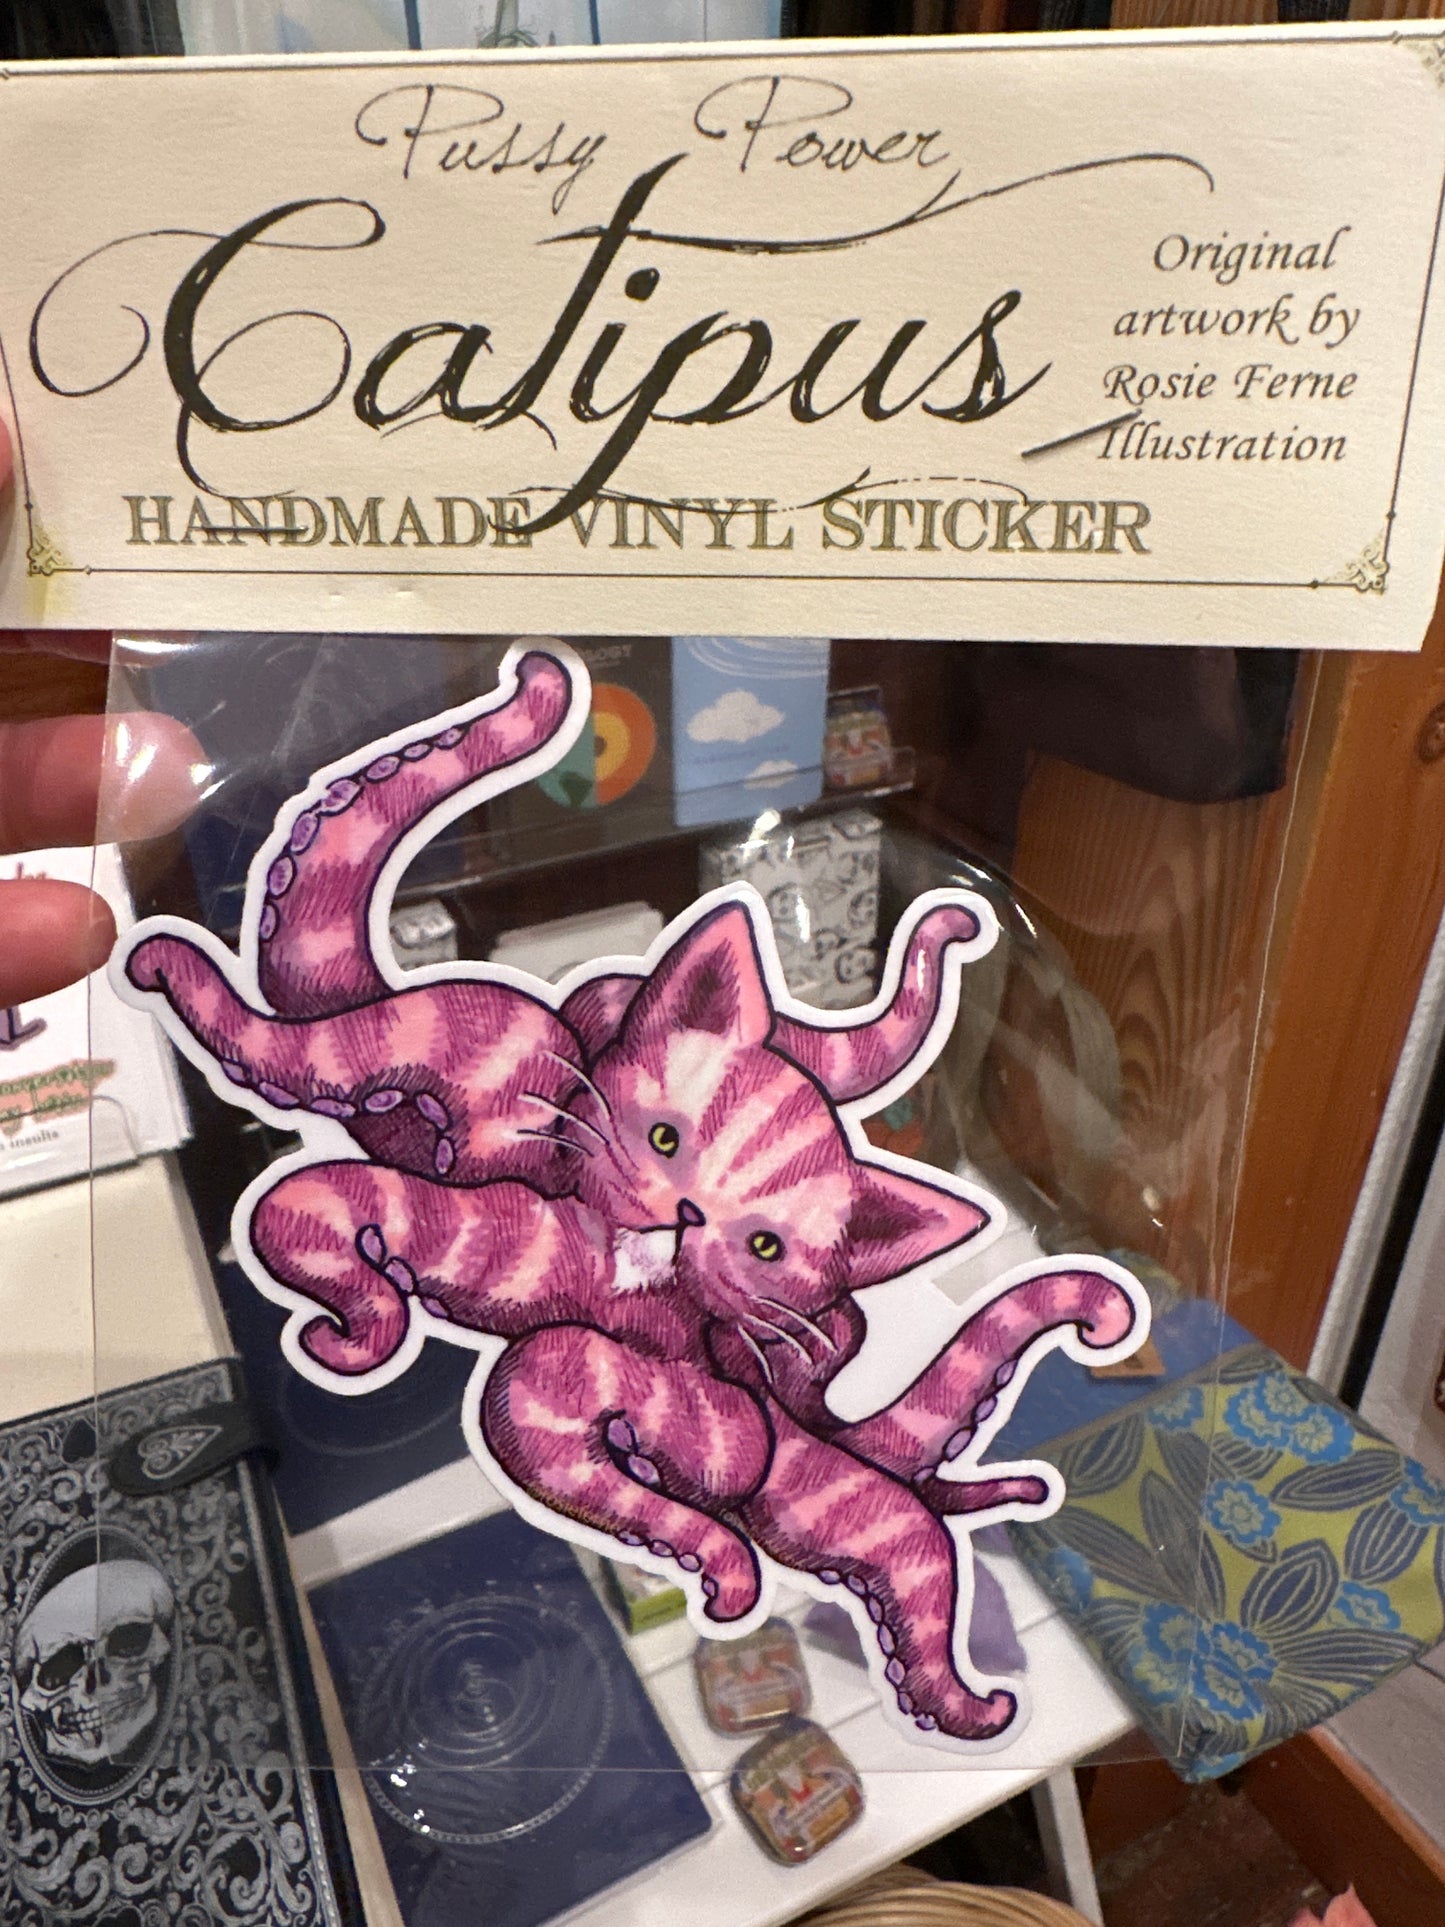 Pussy Power
Catipus
Original
artwork by
Rosie Ferne
Illustration
HANDMADE VINYL STICKER